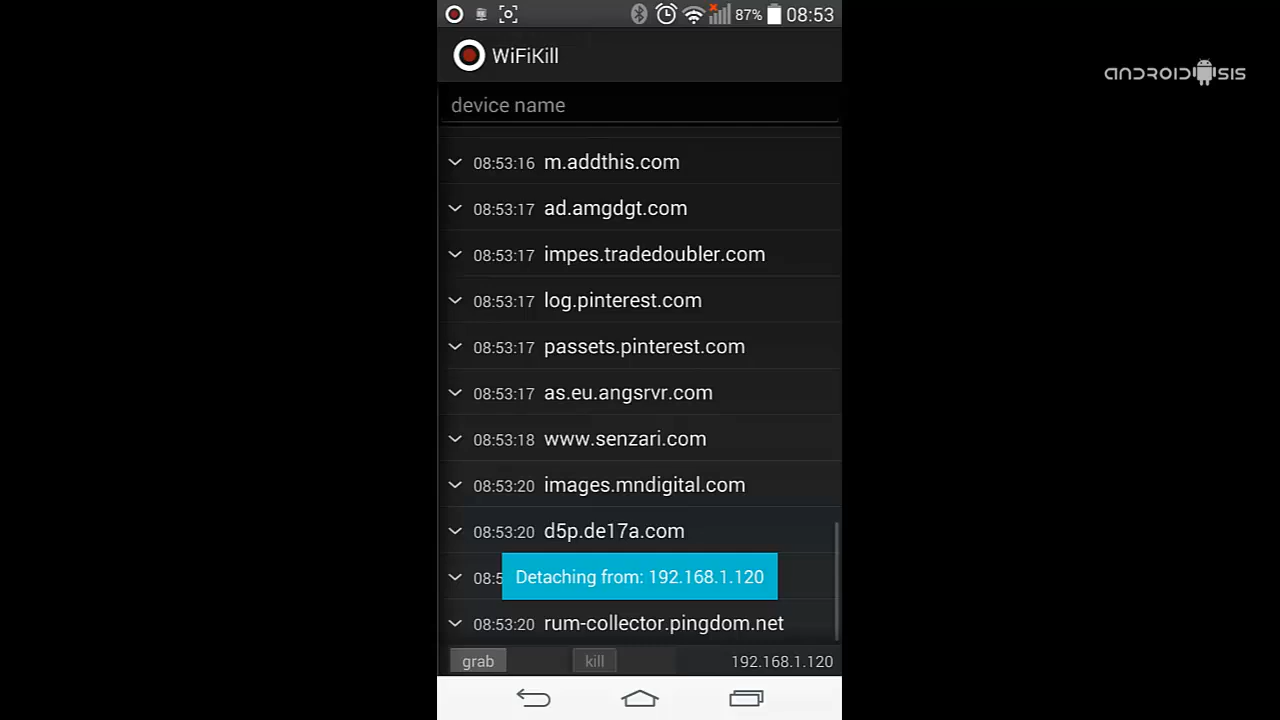 87% 08:53
WiFiKill
ANDROIDSIS
device name
08:53:16 m.addthis.com
08:53:17 ad.amgdgt.com
08:53:17 impes.tradedoubler.com
08:53:17 log.pinterest.com
08:53:17 passets.pinterest.com
08:53:17 as.eu.angsrvr.com
08:53:18 www.senzari.com
08:53:20 images.mndigital.com
08:53:20 d5p.de17a.com
08:5
Detaching from: 192.168.1.120
08:53:20 rum-collector.pingdom.net
grab kill 192.168.1.120